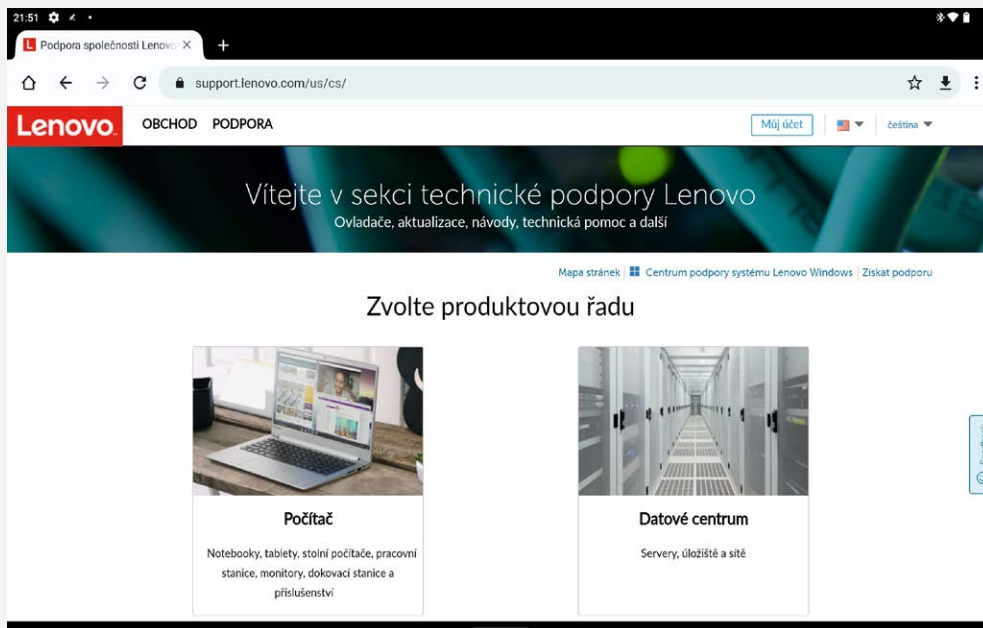 21:51
Podpora společnosti Lenovo
support.lenovo.com/us/cs/
Lenovo
OBCHOD PODPORA
Můj účet
čeština
Vítejte v sekci technické podpory Lenovo
Ovladače, aktualizace, návody, technická pomoc a další
Mapa stránek
Centrum podpory systému Lenovo Windows
Získat podporu
Zvolte produktovou řadu
Počítač
Notebooky, tablety, stolní počítače, pracovní
stanice, monitory, dokovací stanice a
příslušenství
Datové centrum
Servery, úložiště a sítě